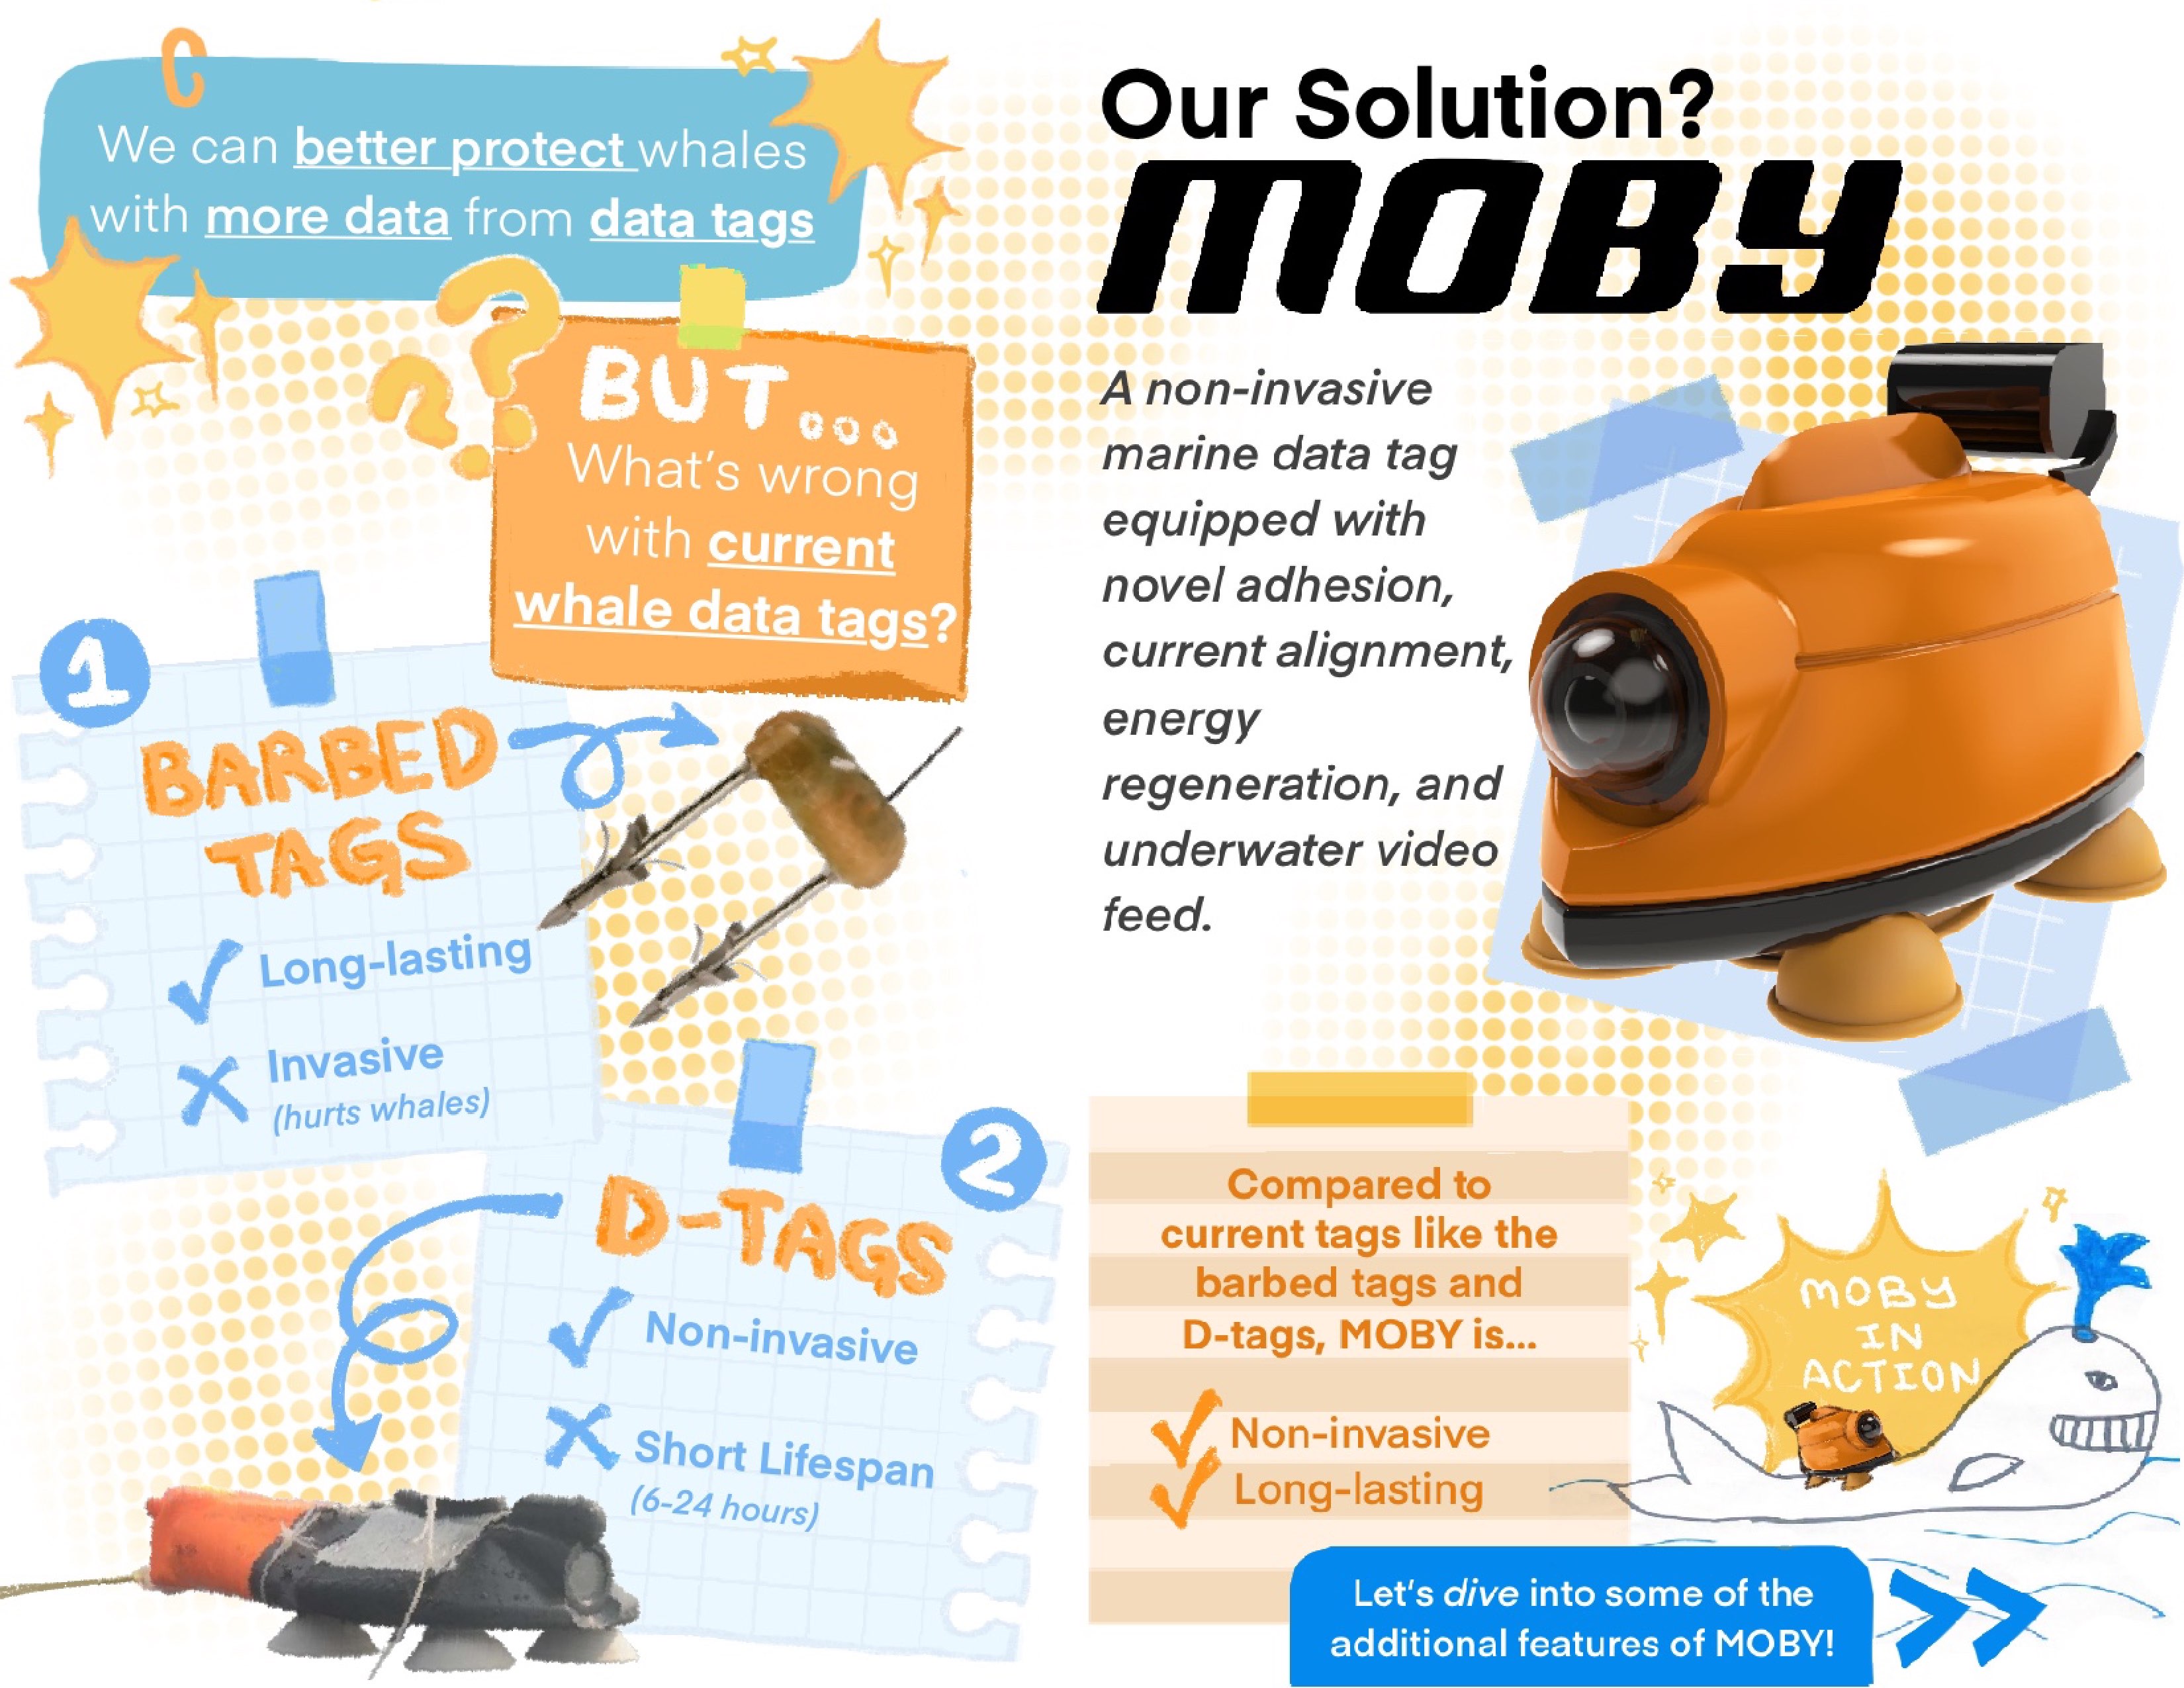 We can better protect whales
with more data from data tags
BUT...
What's wrong
with current
whale data tags?
1
BARBED
TAGS
Long-lasting
Invasive
(hurts whales)
2
D-TAGS
Non-invasive
Short Lifespan
(6-24 hours)
Our Solution?
MOBY
A non-invasive
marine data tag
equipped with
novel adhesion,
current alignment,
energy
regeneration, and
underwater video
feed.
Compared to
current tags like the
barbed tags and
D-tags, MOBY is...
Non-invasive
Long-lasting
MOBY
IN
ACTION
Let's dive into some of the
additional features of MOBY!